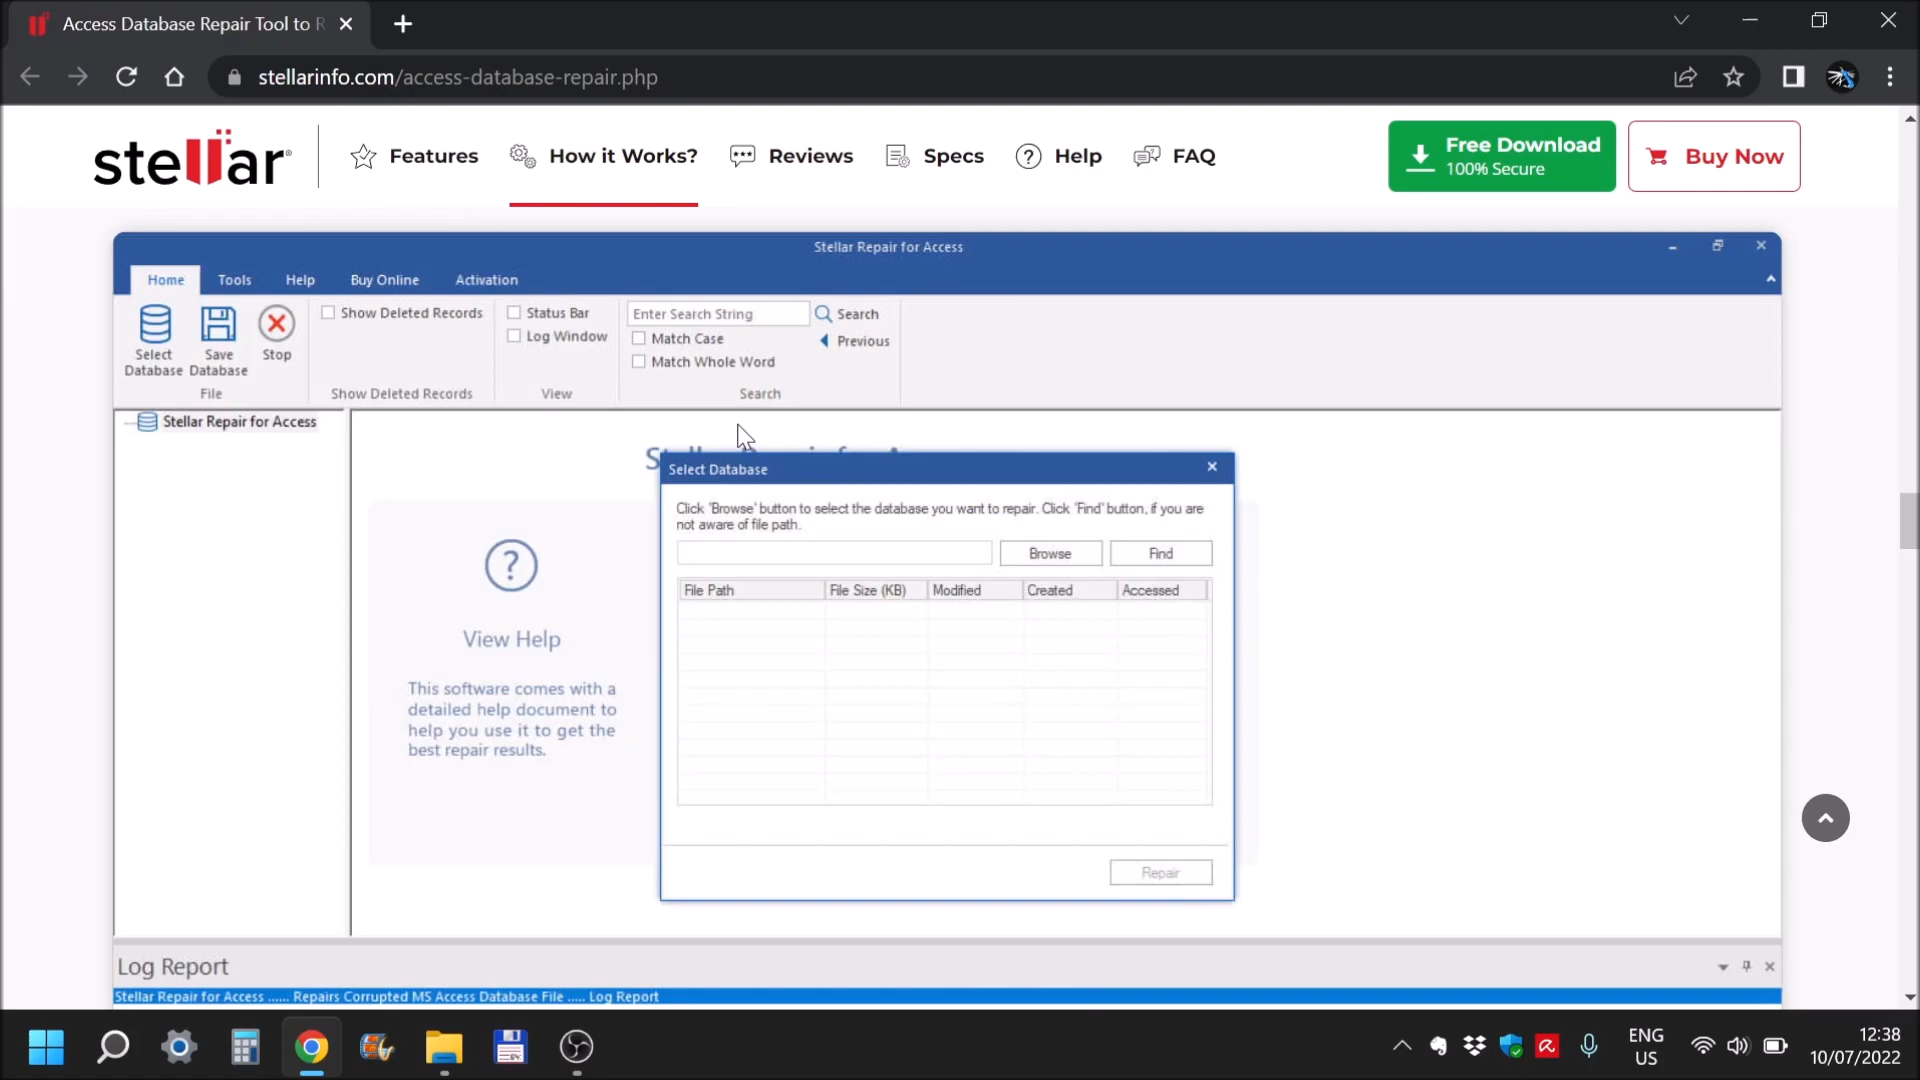 Access Database Repair Tool to R
stellarinfo.com/access-database-repair.php
stellar
Features
How it Works?
Reviews
Specs
Help
FAQ
Free Download
100% Secure
Buy Now
Stellar Repair for Access
Home
Tools
Help
Buy Online
Activation
Select
Database
Save
Database
Stop
File
Show Deleted Records
Show Deleted Records
Status Bar
Log Window
View
Enter Search String
Match Case
Match Whole Word
Search
Previous
Search
Stellar Repair for Access
Select Database
Click 'Browse' button to select the database you want to repair. Click 'Find' button, if you are
not aware of file path.
Browse
Find
File Path
File Size (KB)
Modified
Created
Accessed
Repair
View Help
This software comes with a
detailed help document to
help you use it to get the
best repair results.
Log Report
Stellar Repair for Access ...... Repairs Corrupted MS Access Database File ..... Log Report
ENG
US
12:38
10/07/2022